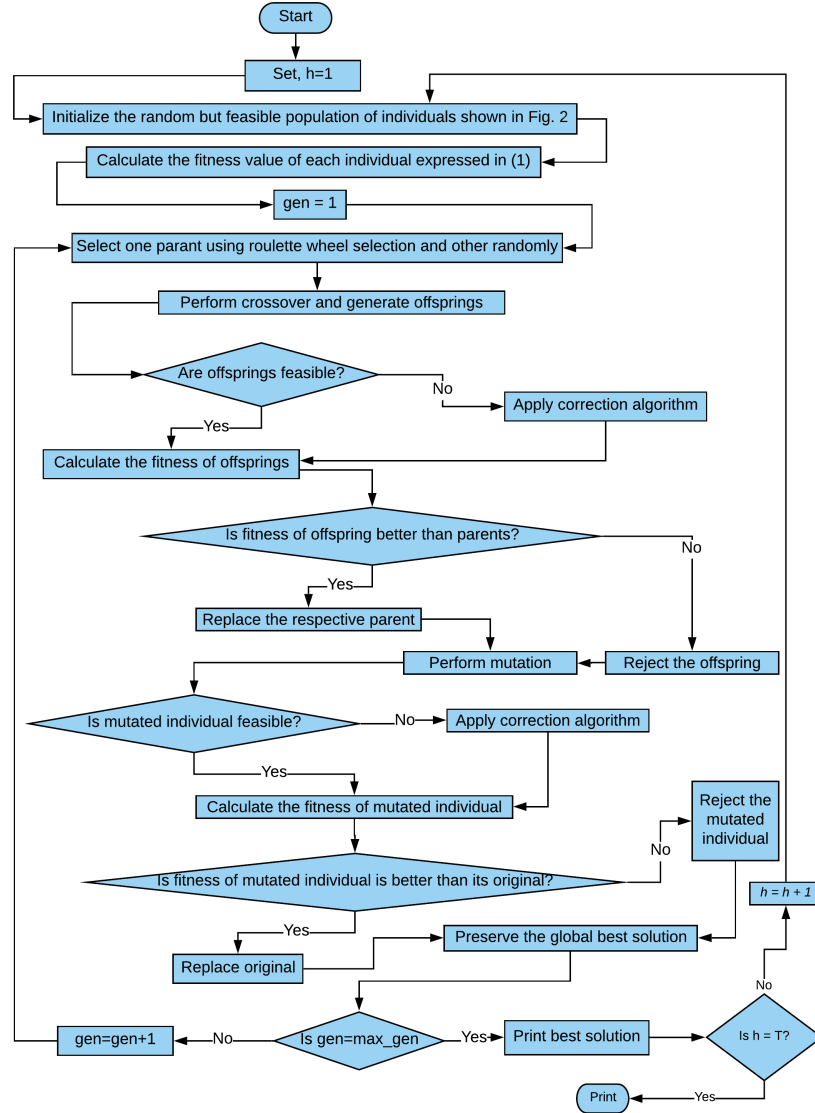 Start
Set, h=1
Initialize the random but feasible population of individuals shown in Fig. 2
Calculate the fitness value of each individual expressed in (1)
gen = 1
Select one parant using roulette wheel selection and other randomly
Perform crossover and generate offsprings
Are offsprings feasible?
No
Apply correction algorithm
Yes
Calculate the fitness of offsprings
Is fitness of offspring better than parents?
No
Yes
Replace the respective parent
Perform mutation
Reject the offspring
Is mutated individual feasible?
No
Apply correction algorithm
Yes
Calculate the fitness of mutated individual
Reject the
mutated
individual
No
Is fitness of mutated individual is better than its original?
h = h + 1
Yes
Preserve the global best solution
Replace original
No
gen=gen+1
No
Is gen=max_gen
Yes
Print best solution
Is h = T?
Print
Yes